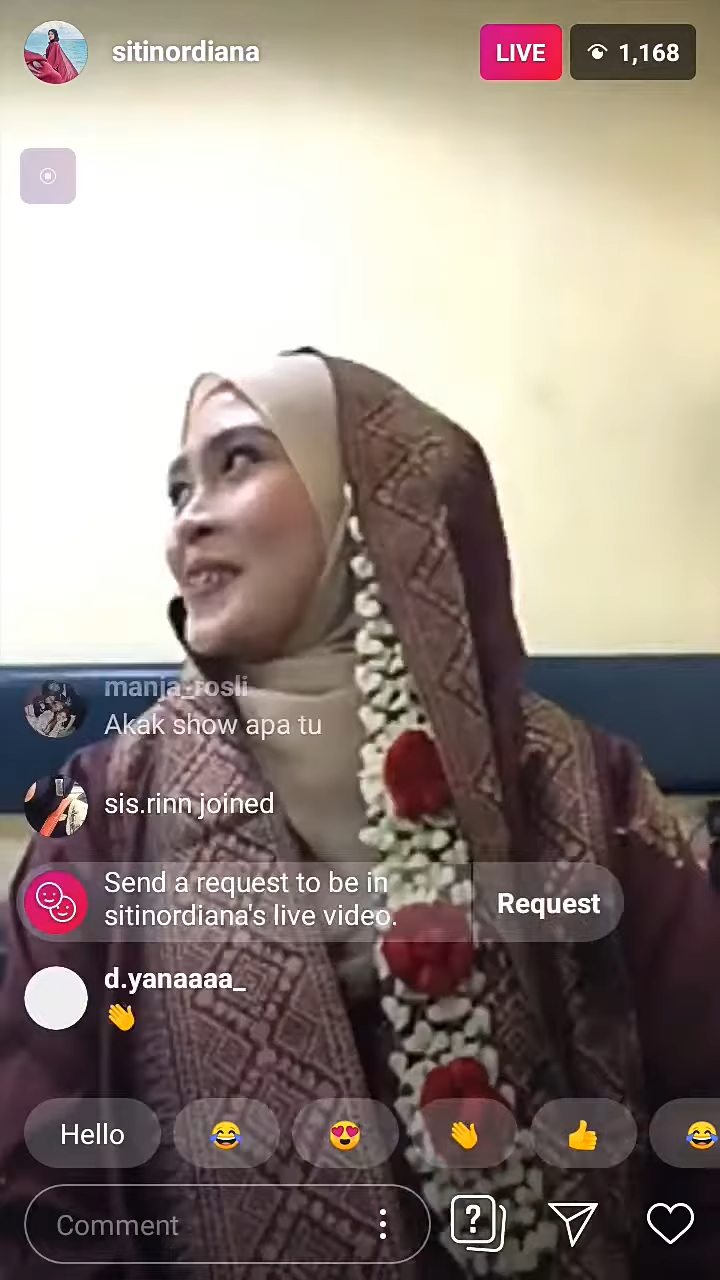 sitinordiana
LIVE
1,168
manja_rosli
Akak show apa tu
sis.rinn joined
Send a request to be in
sitinordiana's live video.
Request
d.yanaaaa_
👋
Hello 😂 😍 👋 👍 😂
Comment